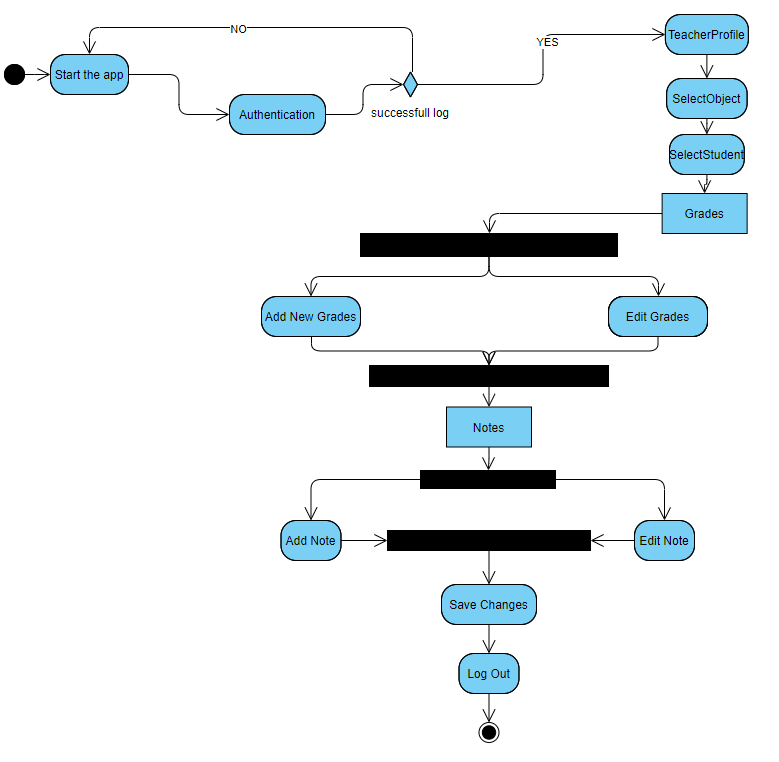 NO
YES
TeacherProfile
Start the app
Authentication
successfull log
SelectObject
SelectStudent
Grades
Add New Grades
Edit Grades
Notes
Add Note
Edit Note
Save Changes
Log Out